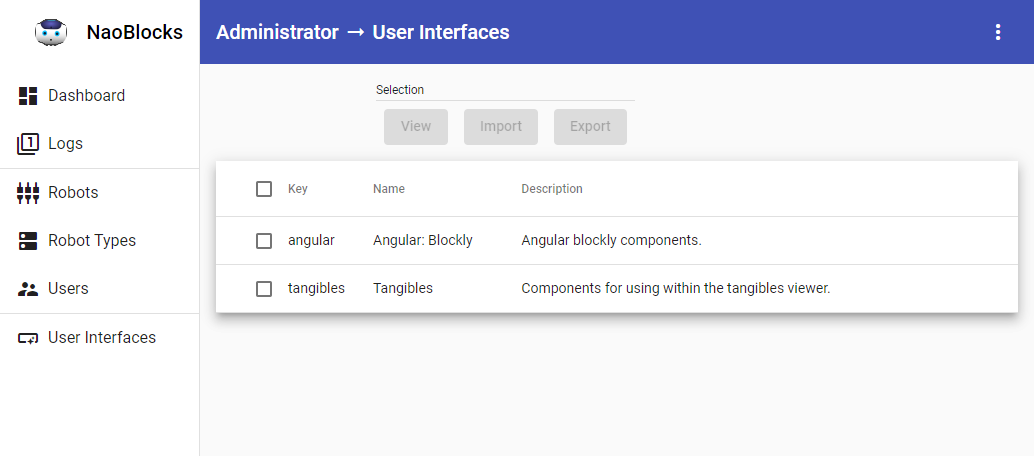 NaoBlocks
Administrator → User Interfaces
Dashboard
1 Logs
Robots
Robot Types
Users
User Interfaces
Selection
View Import Export
Key Name Description
angular Angular: Blockly Angular blockly components.
tangibles Tangibles Components for using within the tangibles viewer.